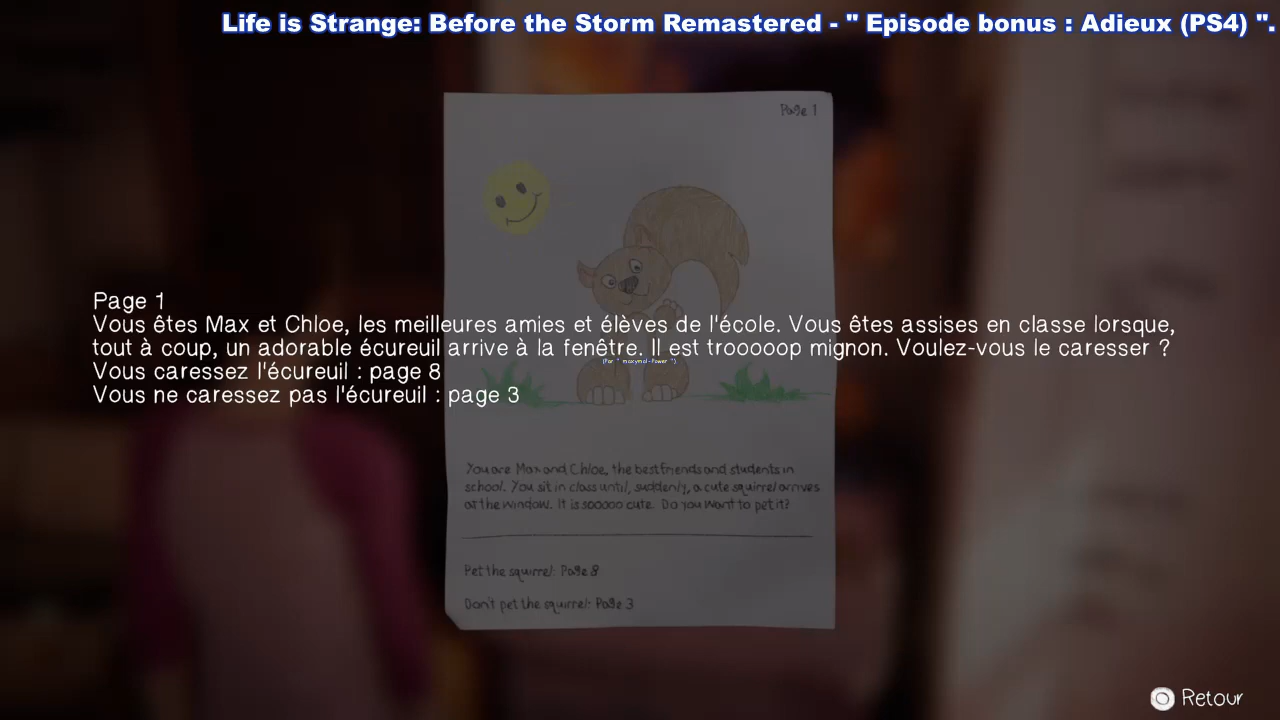 Life is Strange: Before the Storm Remastered - " Episode bonus : Adieux (PS4) ".
Page 1
Page 1
Vous êtes Max et Chloe, les meilleures amies et élèves de l'école. Vous êtes assises en classe lorsque,
tout à coup, un adorable écureuil arrive à la fenêtre. Il est trooooop mignon. Voulez-vous le caresser ?
(Par " moxymol-Power ")
Vous caressez l'écureuil : page 8
Vous ne caressez pas l'écureuil : page 3
You are Max and Chloe, the best friends and students in
school. You sit in class until, suddenly, a cute squirrel arrives
at the window. It is sooooo cute. Do you want to pet it?
Pet the squirrel: Page 8
Don't pet the squirrel: Page 3
Retour